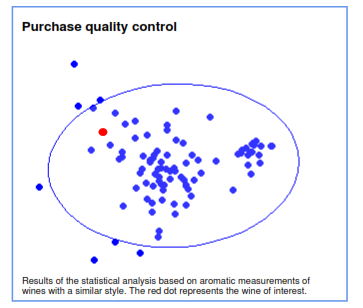 Purchase quality control
Results of the statistical analysis based on aromatic measurements of
wines with a similar style. The red dot represents the wine of interest.